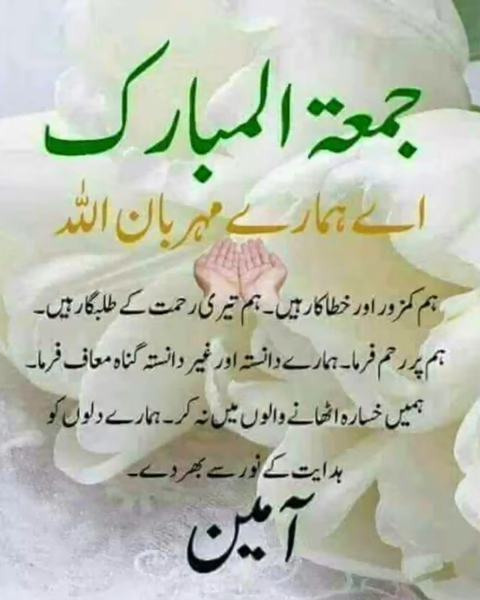 جمعۃ المبارک
اے ہمارے مہربان اللہ
ہم کمزور اور خطاکار ہیں۔ ہم تیری رحمت کے طلبگار ہیں۔
ہم پر رحم فرما۔ ہمارے دانستہ اور غیر دانستہ گناہ معاف فرما۔
ہمیں خسارہ اٹھانے والوں میں نہ کر۔ ہمارے دلوں کو
ہدایت کے نور سے بھر دے۔
آمین